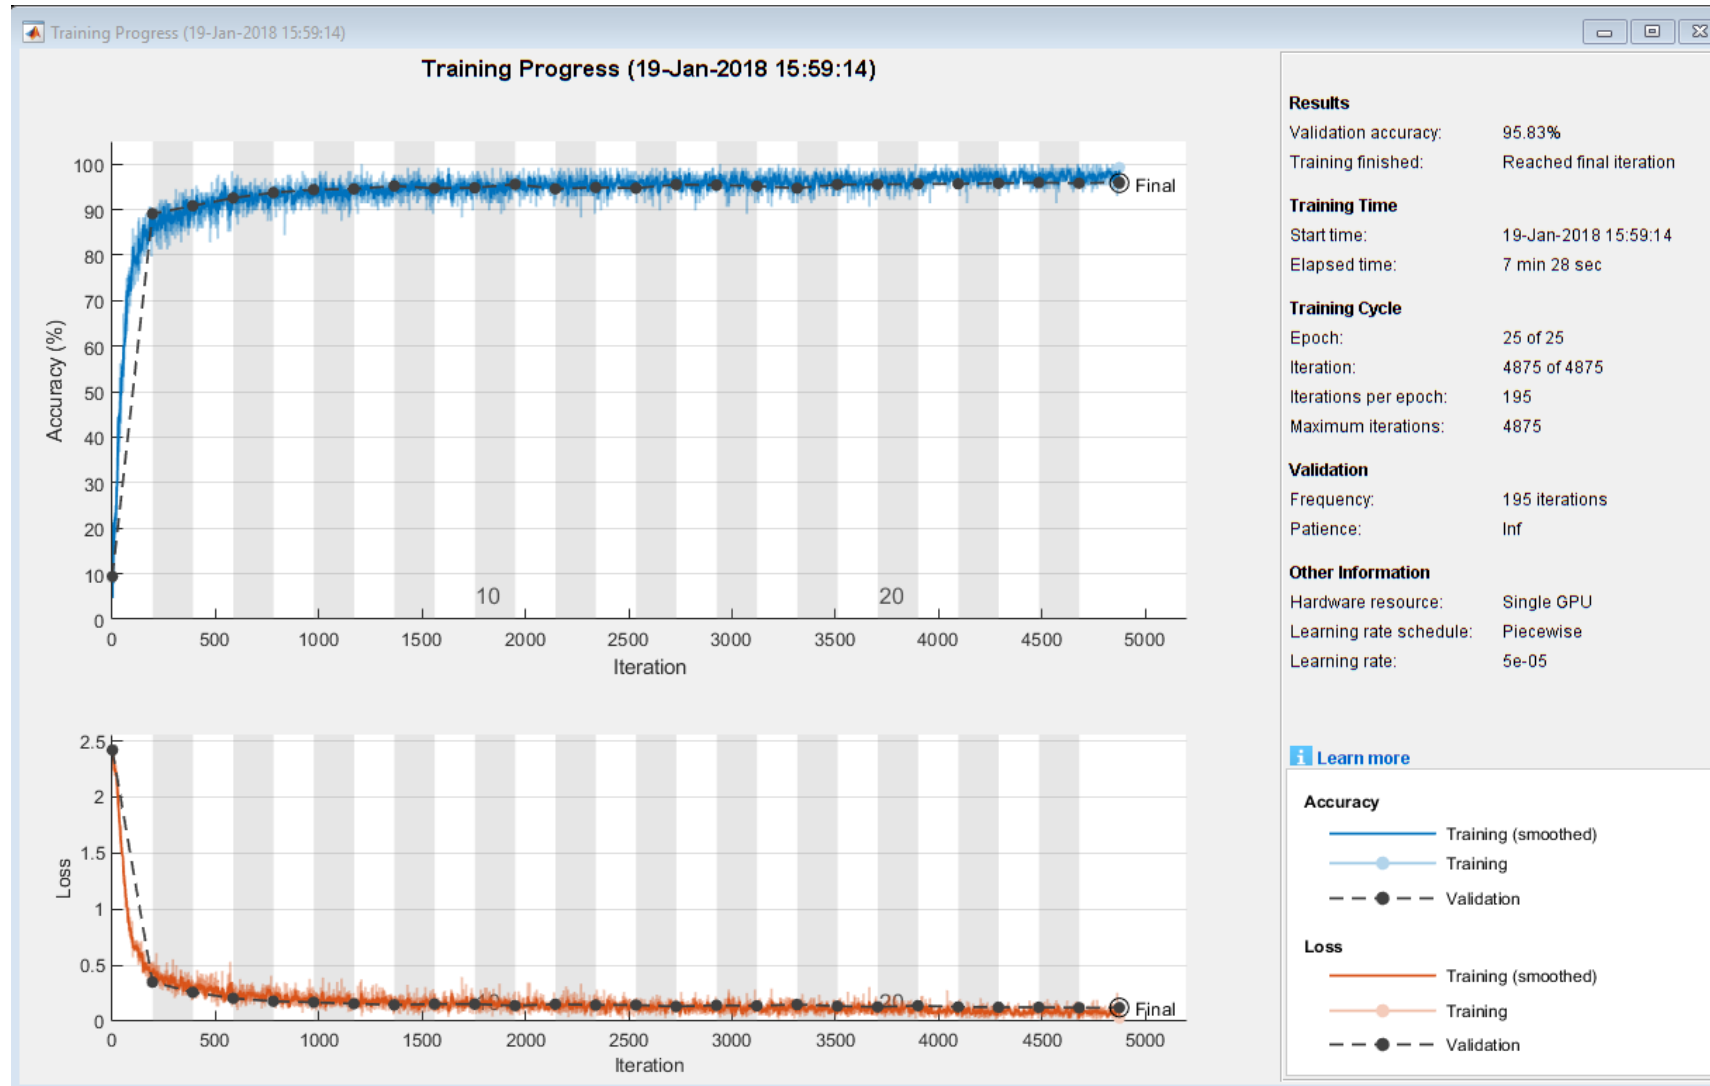 Training Progress (19-Jan-2018 15:59:14)
Training Progress (19-Jan-2018 15:59:14)
Accuracy (%)
100
90
80
70
60
50
40
30
20
10
0
Final
10
20
0 500 1000 1500 2000 2500 3000 3500 4000 4500 5000
Iteration
Loss
2.5
2
1.5
1
0.5
0
Final
10
20
0 500 1000 1500 2000 2500 3000 3500 4000 4500 5000
Iteration
Results
Validation accuracy: 95.83%
Training finished: Reached final iteration
Training Time
Start time: 19-Jan-2018 15:59:14
Elapsed time: 7 min 28 sec
Training Cycle
Epoch: 25 of 25
Iteration: 4875 of 4875
Iterations per epoch: 195
Maximum iterations: 4875
Validation
Frequency: 195 iterations
Patience: Inf
Other Information
Hardware resource: Single GPU
Learning rate schedule: Piecewise
Learning rate: 5e-05
i Learn more
Accuracy
Training (smoothed)
Training
Validation
Loss
Training (smoothed)
Training
Validation